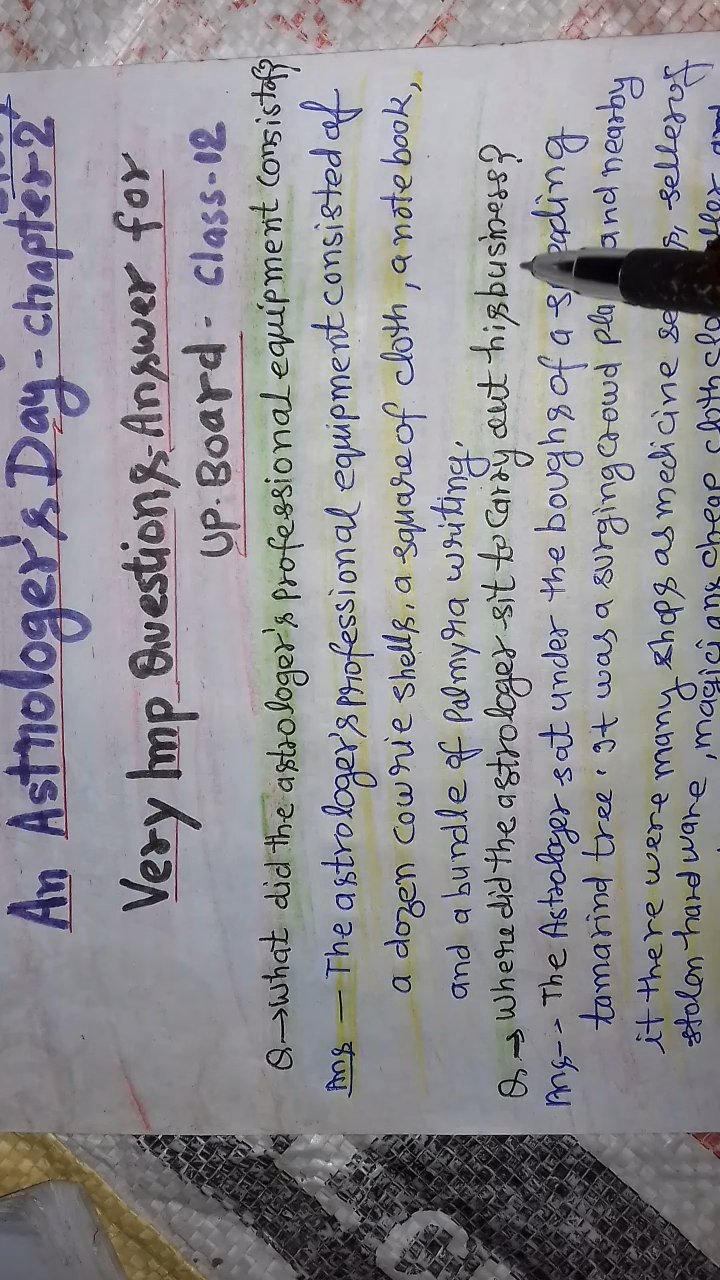 An Astrologer's Day - chapter-2
Very Imp Questions-Answer for
UP. Board - Class-12
Q. → What did the astrologer's professional equipment consist of?
Ans — The astrologer's professional equipment consisted of
a dozen cowrie shells, a square of cloth, a notebook,
and a bundle of Palmyra writing.
Q. → Where did the astrologer sit to carry out his business?
Ans -→ The Astrologer sat under the boughs of a
tamarind tree. It was a surging crowd and nearby
it there were many shops as medicine seller of
stolen hardware, magicians, cheap cloth